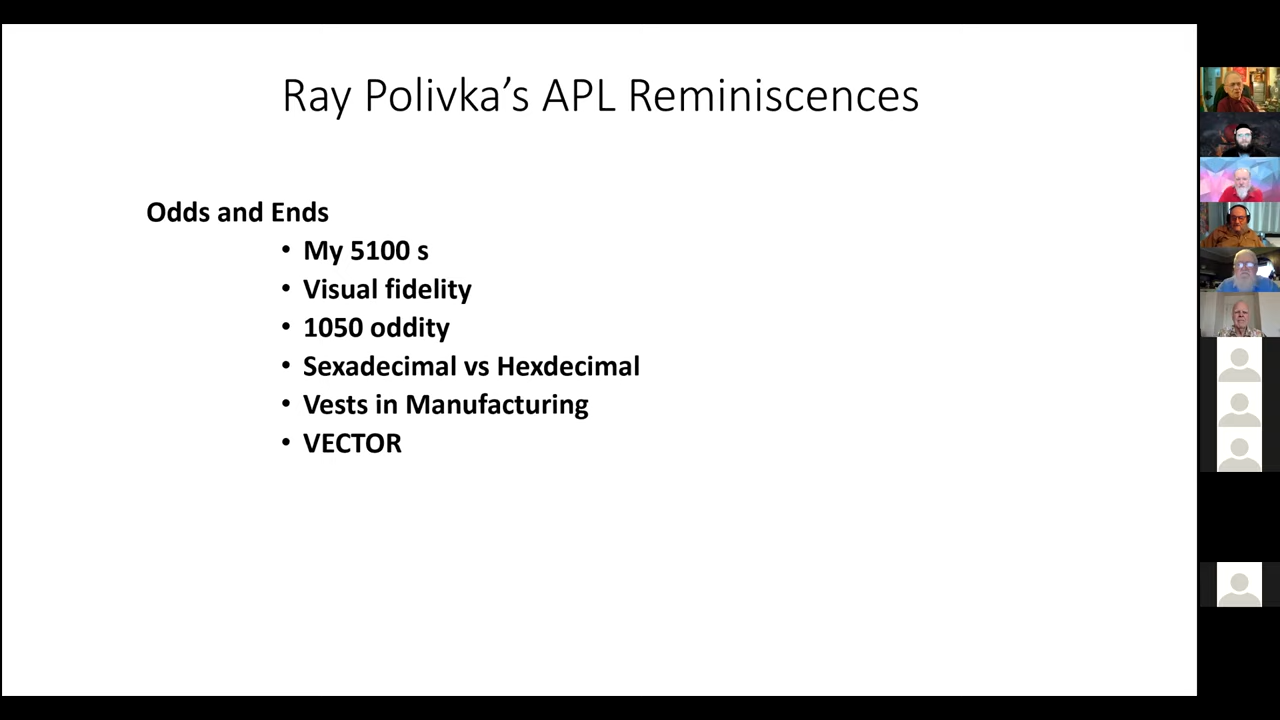 Ray Polivka’s APL Reminiscences
Odds and Ends
• My 5100 s
• Visual fidelity
• 1050 oddity
• Sexadecimal vs Hexdecimal
• Vests in Manufacturing
• VECTOR